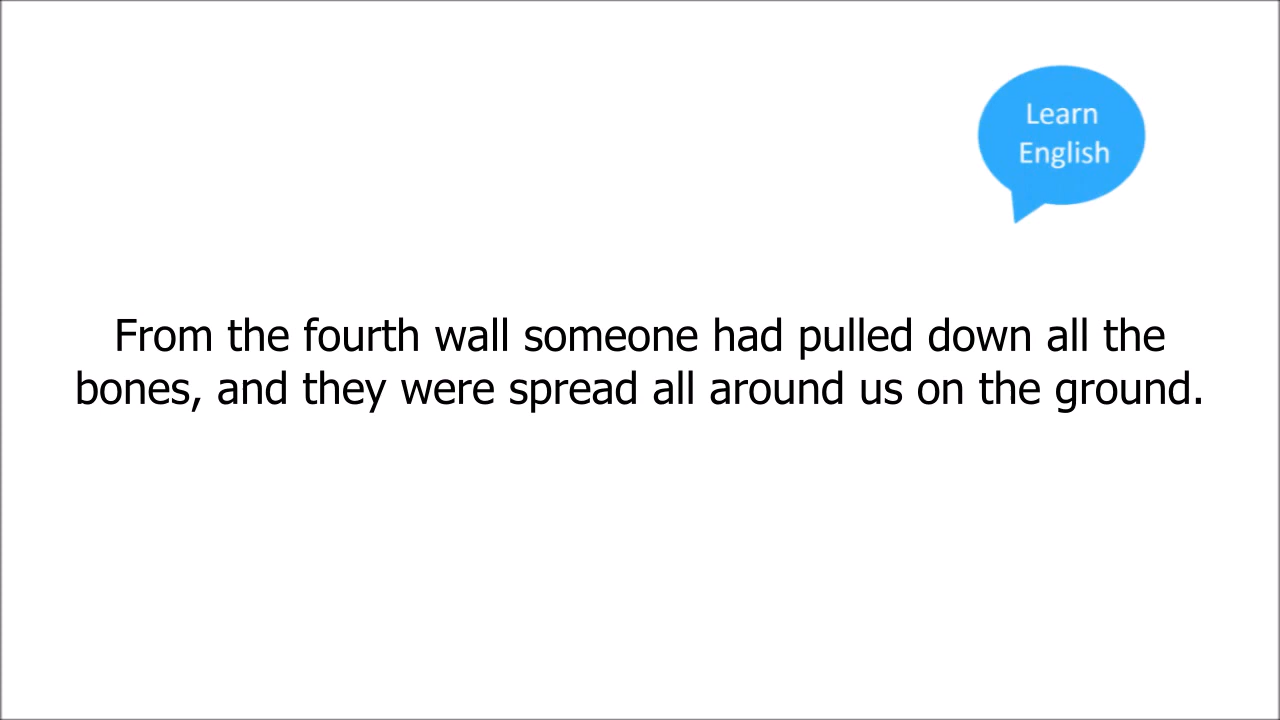 Learn
English
From the fourth wall someone had pulled down all the
bones, and they were spread all around us on the ground.